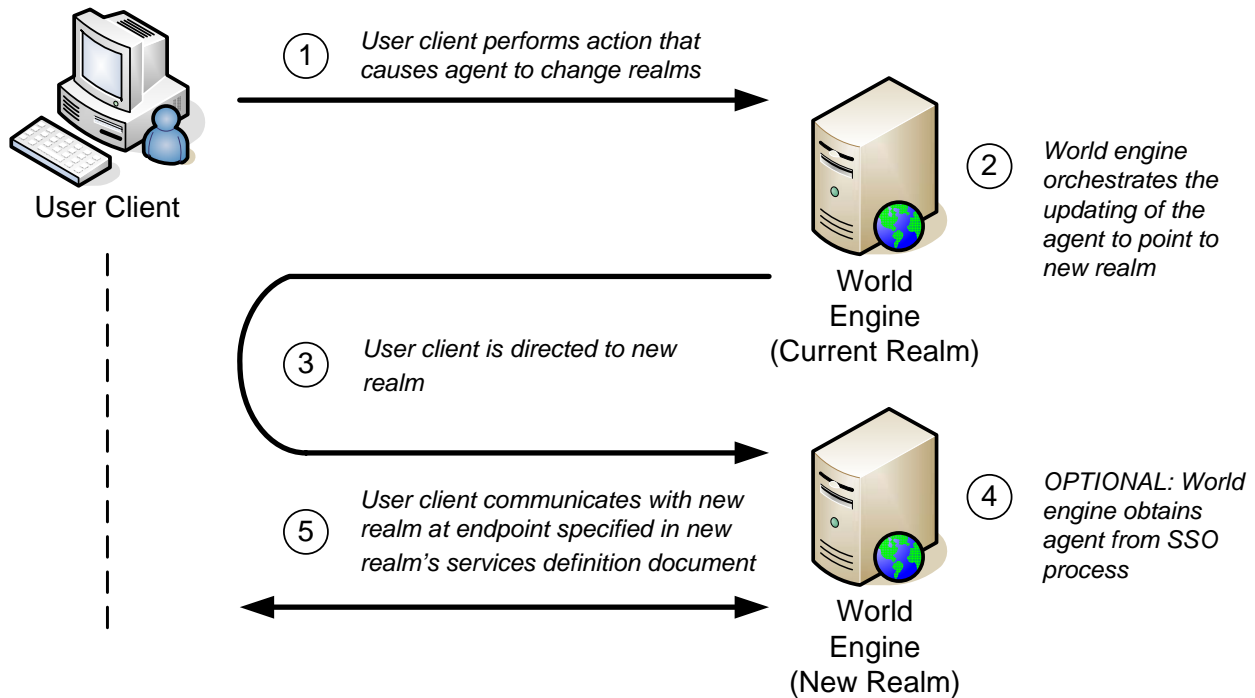 1
User client performs action that
causes agent to change realms
User Client
2
World engine
orchestrates the
updating of the
agent to point to
new realm
World
Engine
(Current Realm)
3
User client is directed to new
realm
4
OPTIONAL: World
engine obtains
agent from SSO
process
5
User client communicates with new
realm at endpoint specified in new
realm's services definition document
World
Engine
(New Realm)